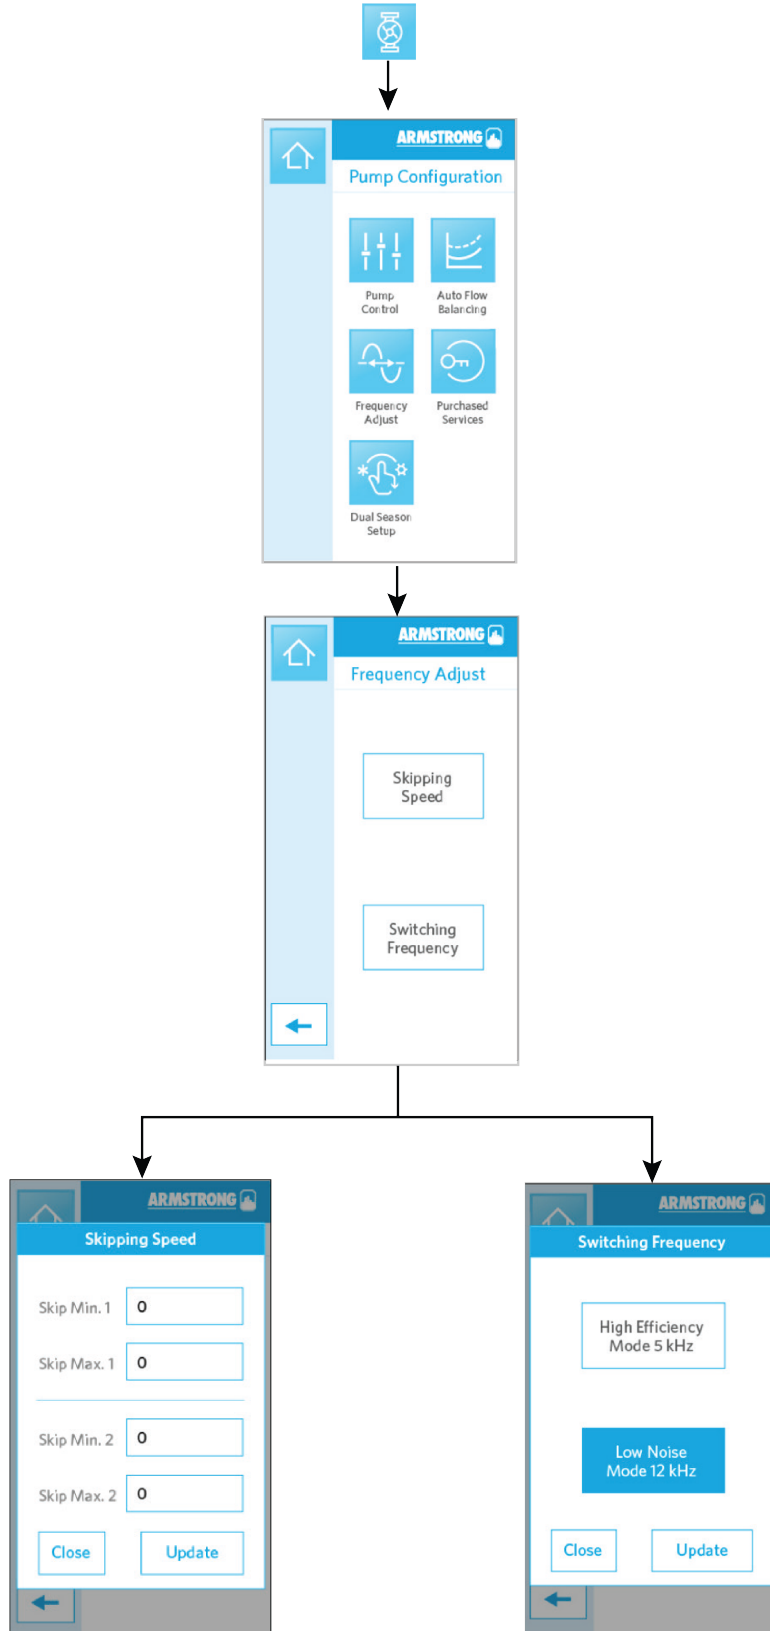 ARMSTRONG
Pump Configuration
Pump
Control
Auto Flow
Balancing
Frequency
Adjust
Purchased
Services
Dual Season
Setup
ARMSTRONG
Frequency Adjust
Skipping
Speed
Switching
Frequency
ARMSTRONG
Skipping Speed
Skip Min. 1 0
Skip Max. 1 0
Skip Min. 2 0
Skip Max. 2 0
Close Update
ARMSTRONG
Switching Frequency
High Efficiency
Mode 5 kHz
Low Noise
Mode 12 kHz
Close Update